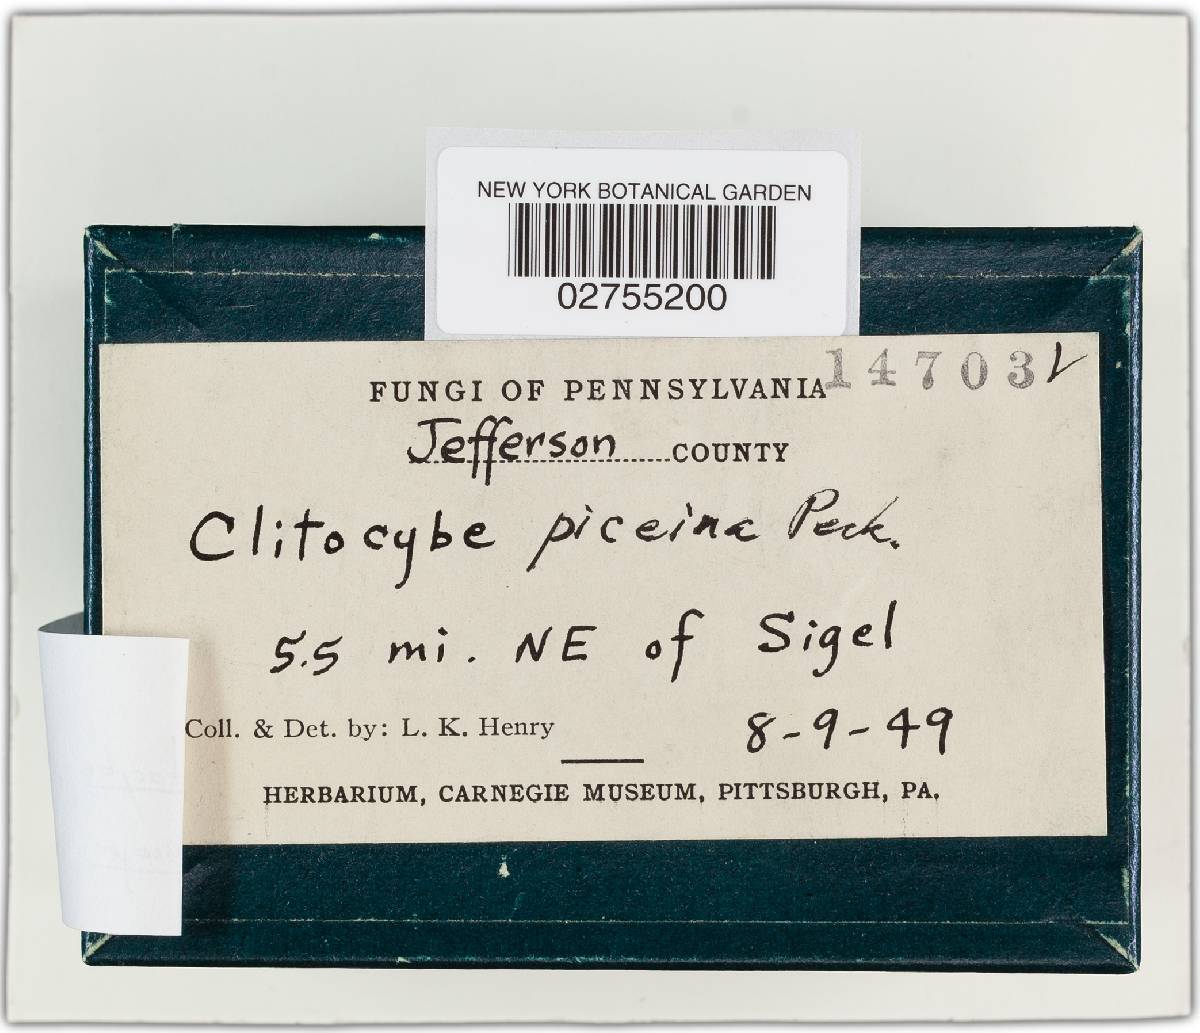 NEW YORK BOTANICAL GARDEN
02755200
14703 ✓
FUNGI OF PENNSYLVANIA
Jefferson COUNTY
Clitocybe piceina Peck.
5.5 mi. NE of Sigel
Coll. & Det. by: L. K. Henry 8-9-49
HERBARIUM, CARNEGIE MUSEUM, PITTSBURGH, PA.